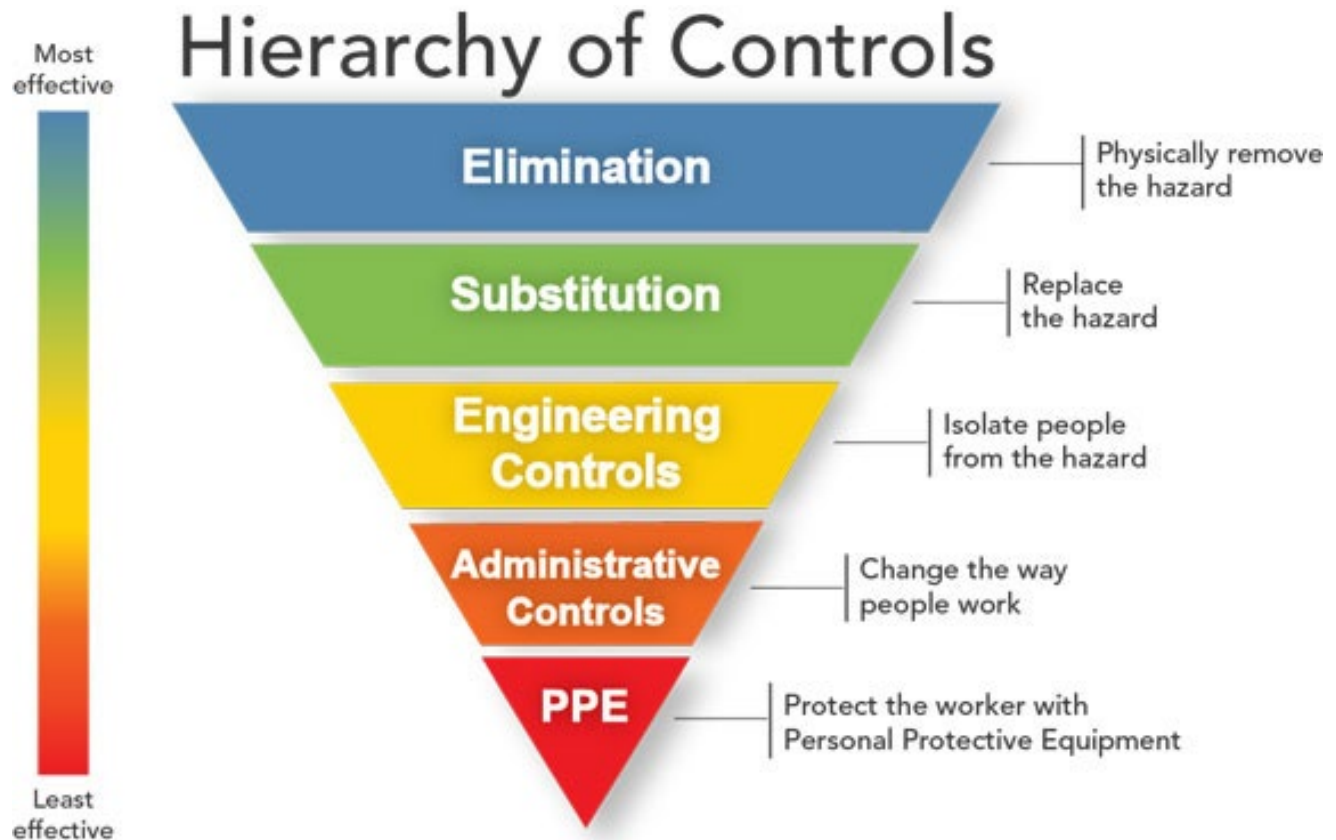 Hierarchy of Controls
Most
effective
Elimination
Physically remove
the hazard
Substitution
Replace
the hazard
Engineering
Controls
Isolate people
from the hazard
Administrative
Controls
Change the way
people work
PPE
Protect the worker with
Personal Protective Equipment
Least
effective